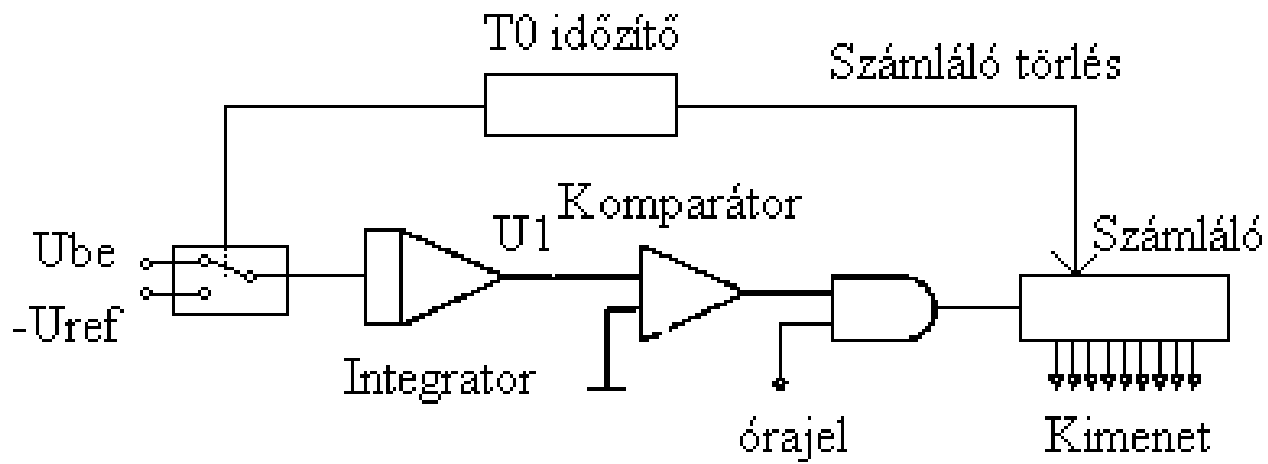 T0 időzítő
Számláló törlés
Komparátor
U1
Számláló
Ube
-Uref
Integrator
órajel
Kimenet